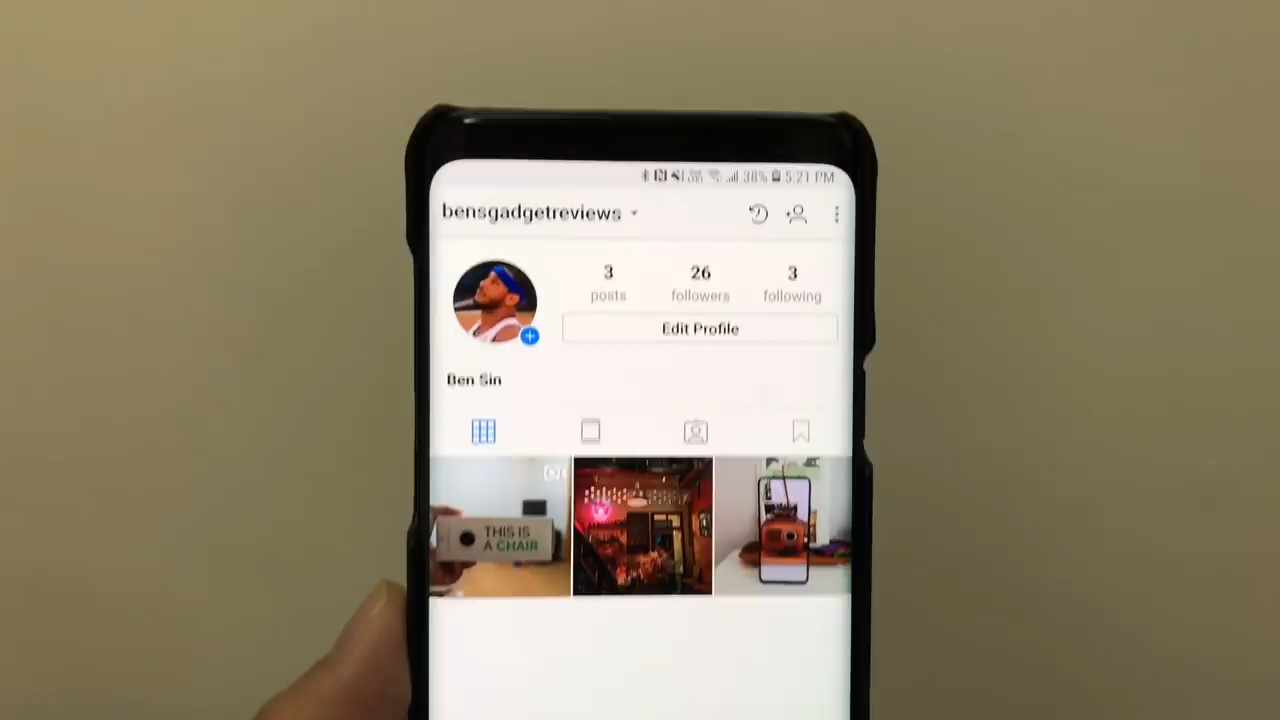 38% 5:21 PM
bensgadgetreviews
3 26 3
posts followers following
Edit Profile
Ben Sin
THIS IS
A CHAIR